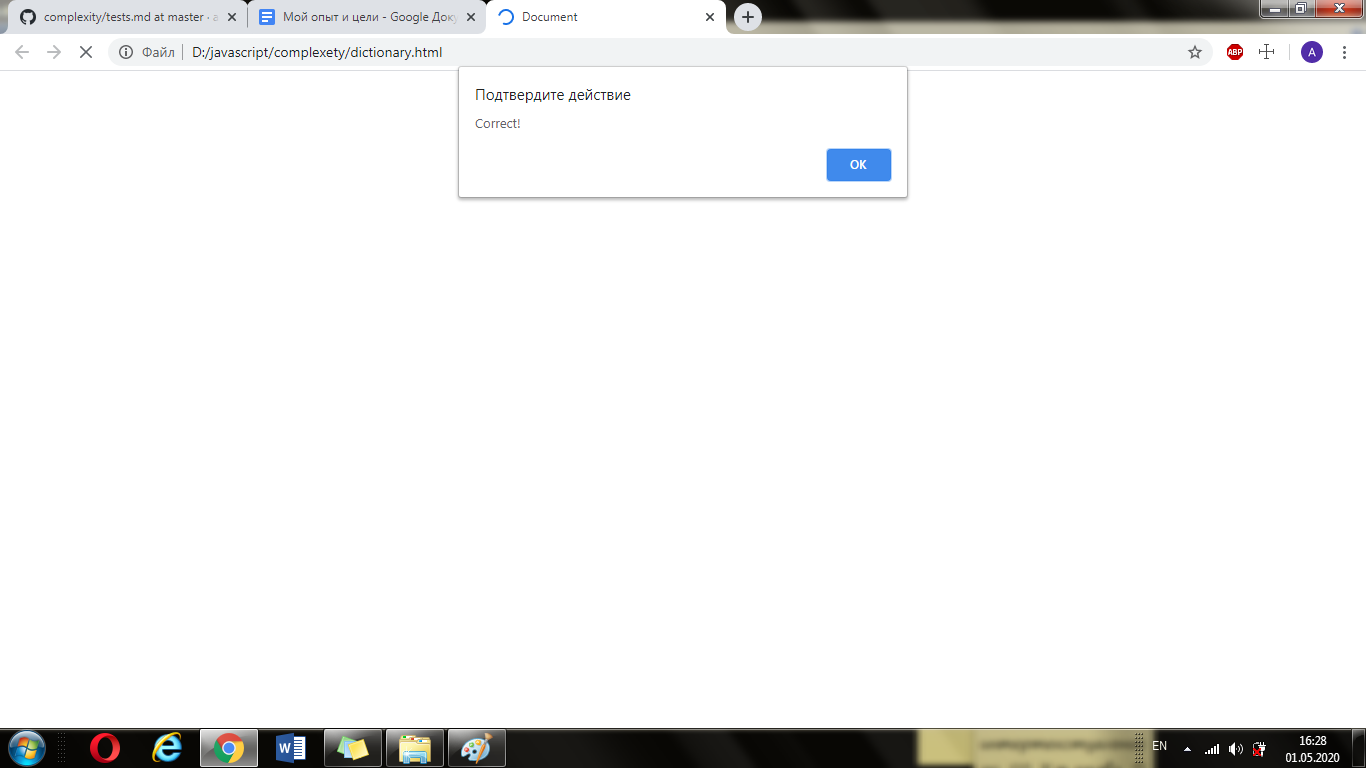 complexity/tests.md at master · a
Мой опыт и цели - Google Доку
Document
Файл
D:/javascript/complexety/dictionary.html
ABP
A
Подтвердите действие
Correct!
OK
EN
16:28
01.05.2020